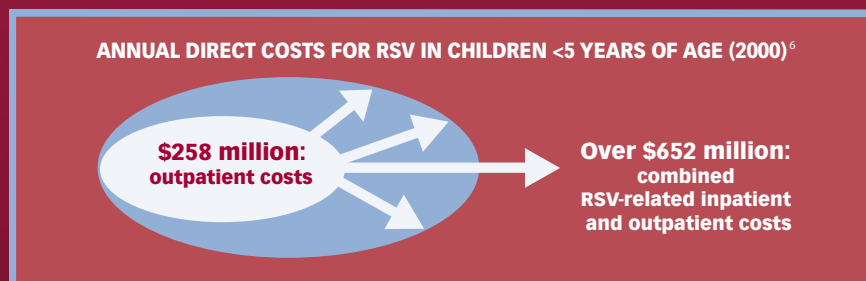 ANNUAL DIRECT COSTS FOR RSV IN CHILDREN <5 YEARS OF AGE (2000)⁶
$258 million:
outpatient costs
Over $652 million:
combined
RSV-related inpatient
and outpatient costs